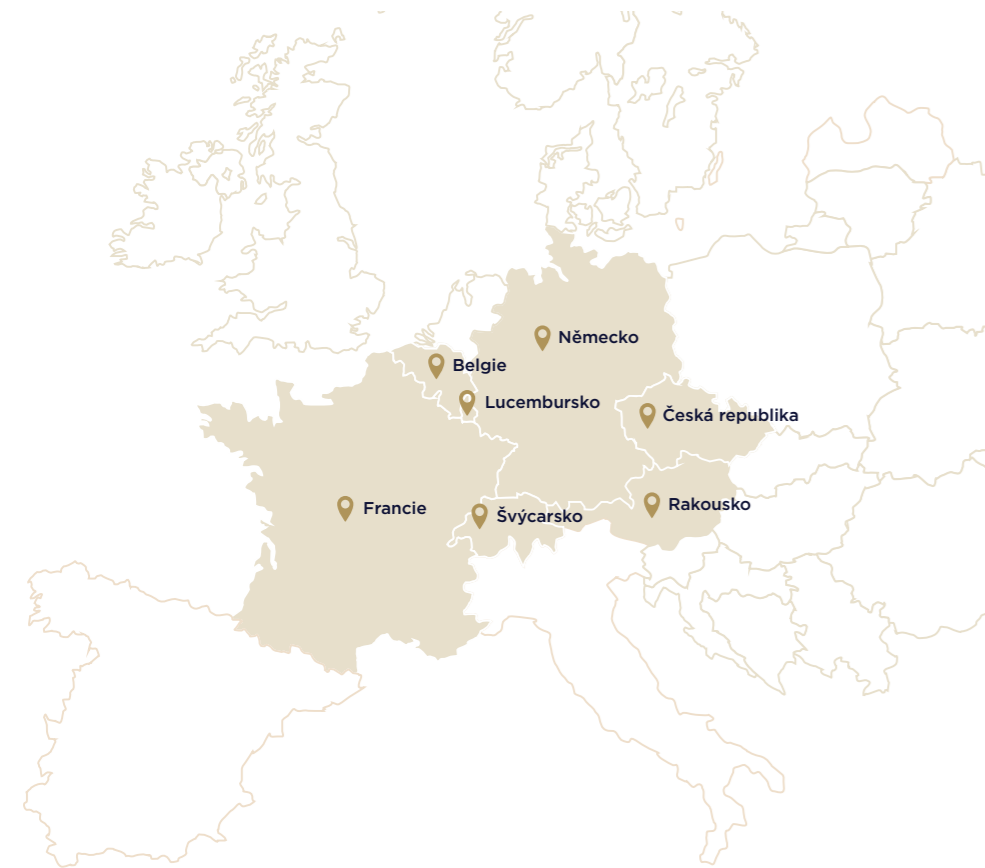 Německo
Belgie
Lucembursko
Česká republika
Francie
Švýcarsko
Rakousko